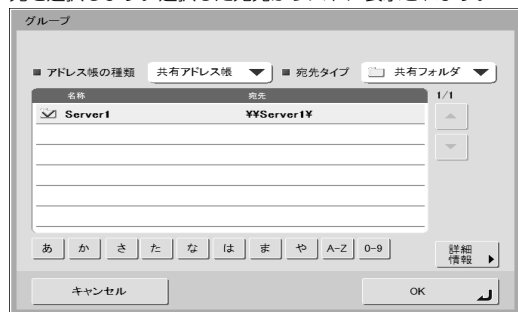 グループ
■ アドレス帳の種類 共有アドレス帳 ▼ ■ 宛先タイプ 共有フォルダ ▼
名称 宛先 1/1
Server1 ¥¥Server1¥
あ か さ た な は ま や A-Z 0-9
詳細
情報
キャンセル OK